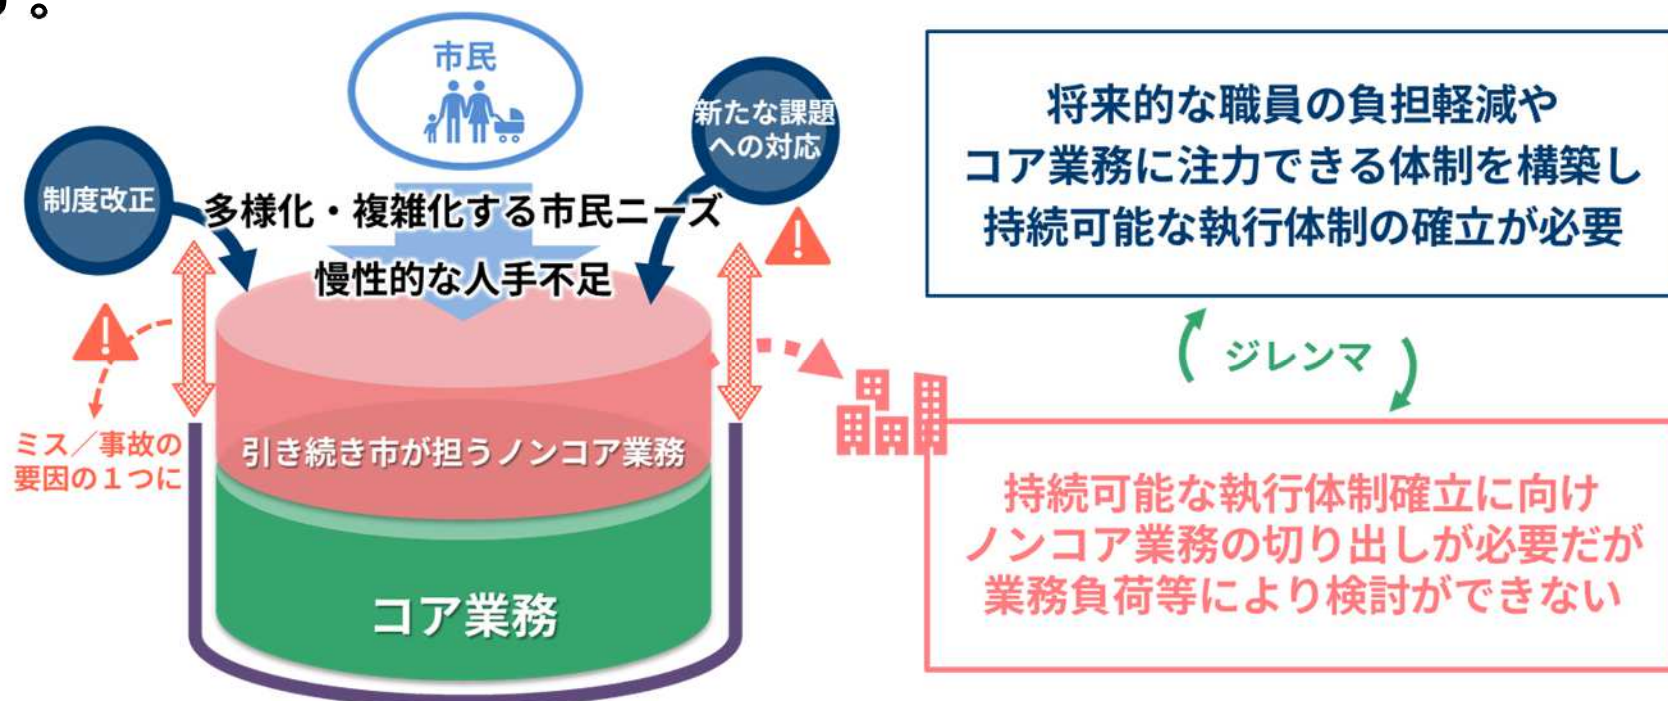 。
市民
新たな課題
への対応
制度改正
多様化・複雑化する市民ニーズ
慢性的な人手不足
ミス／事故の
要因の１つに
引き続き市が担うノンコア業務
コア業務
将来的な職員の負担軽減や
コア業務に注力できる体制を構築し
持続可能な執行体制の確立が必要
ジレンマ
持続可能な執行体制確立に向け
ノンコア業務の切り出しが必要だが
業務負荷等により検討ができない